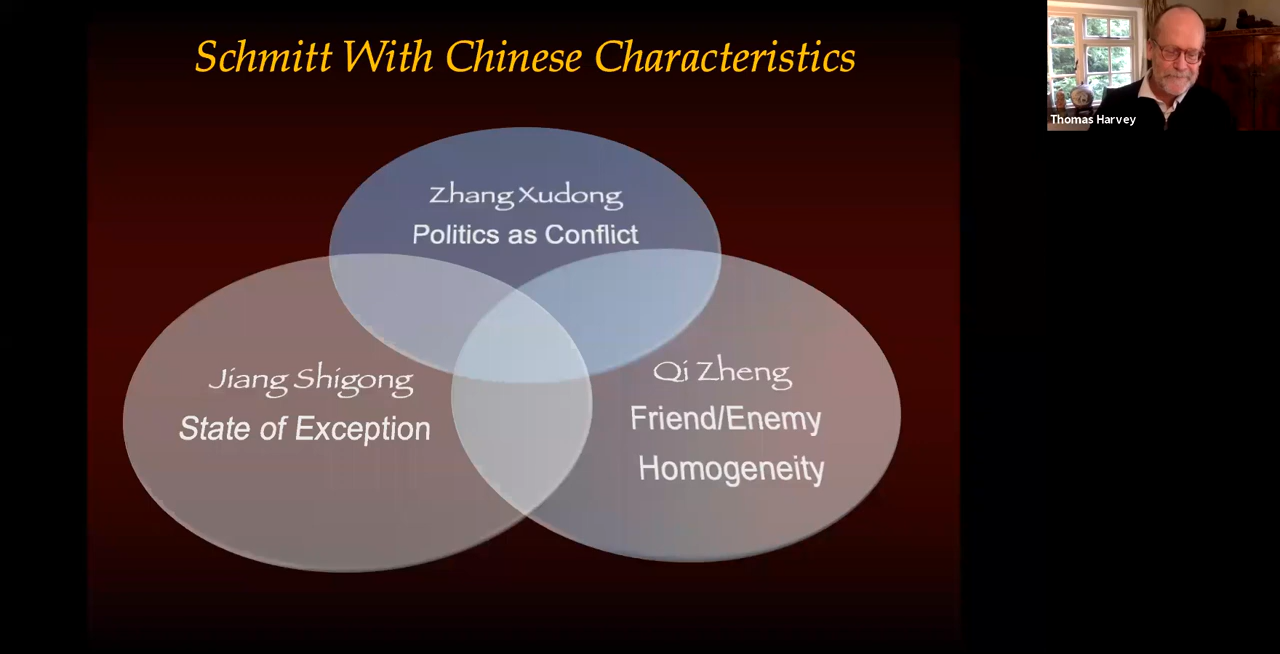 Schmitt With Chinese Characteristics
Thomas Harvey
Zhang Xudong
Politics as Conflict
Jiang Shigong
State of Exception
Qi Zheng
Friend/Enemy
Homogeneity